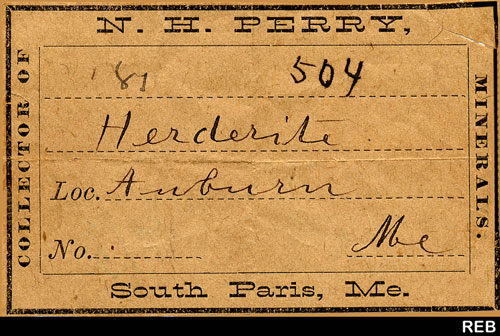 N. H. PERRY,
COLLECTOR OF
MINERALS.
'81 504
Herderite
Loc. Auburn
No. Me
South Paris, Me.
REB